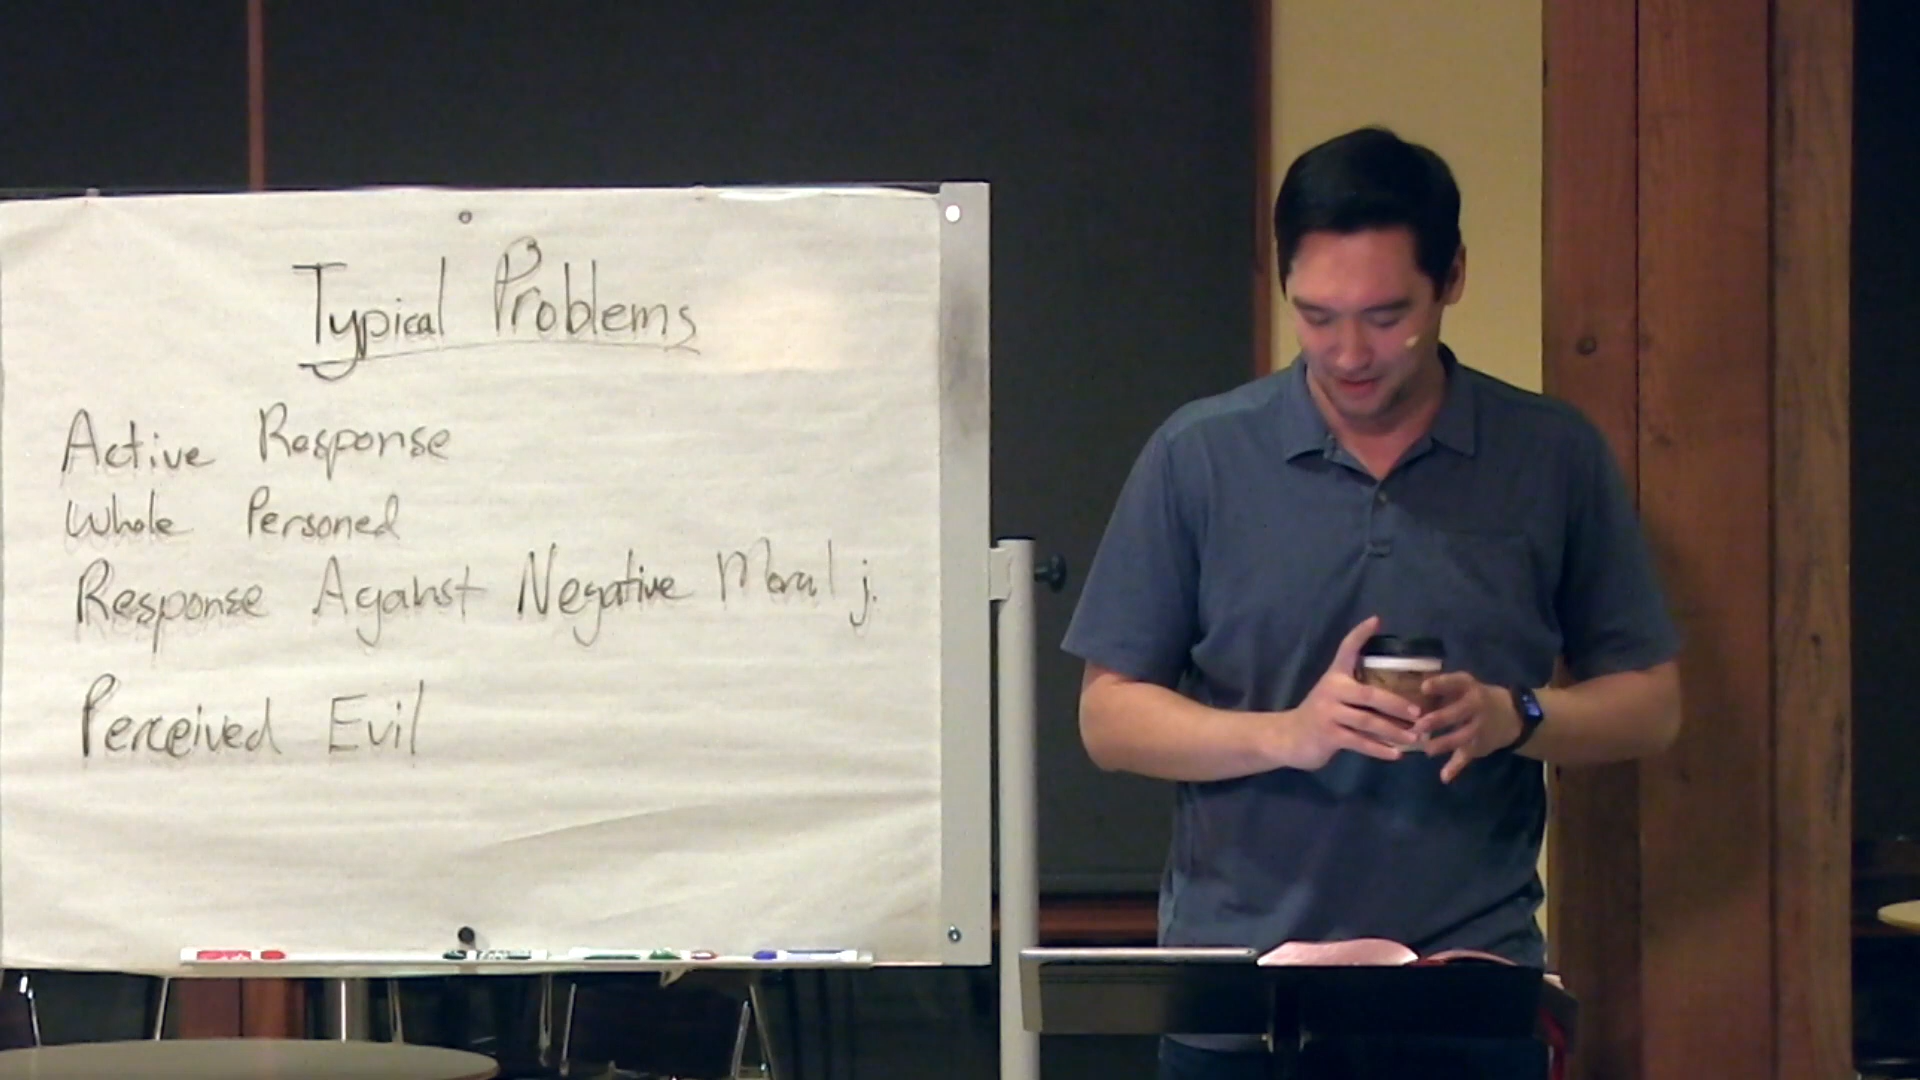 Typical Problems
Active Response
Whole Personed
Response Against Negative Moral j.
Perceived Evil